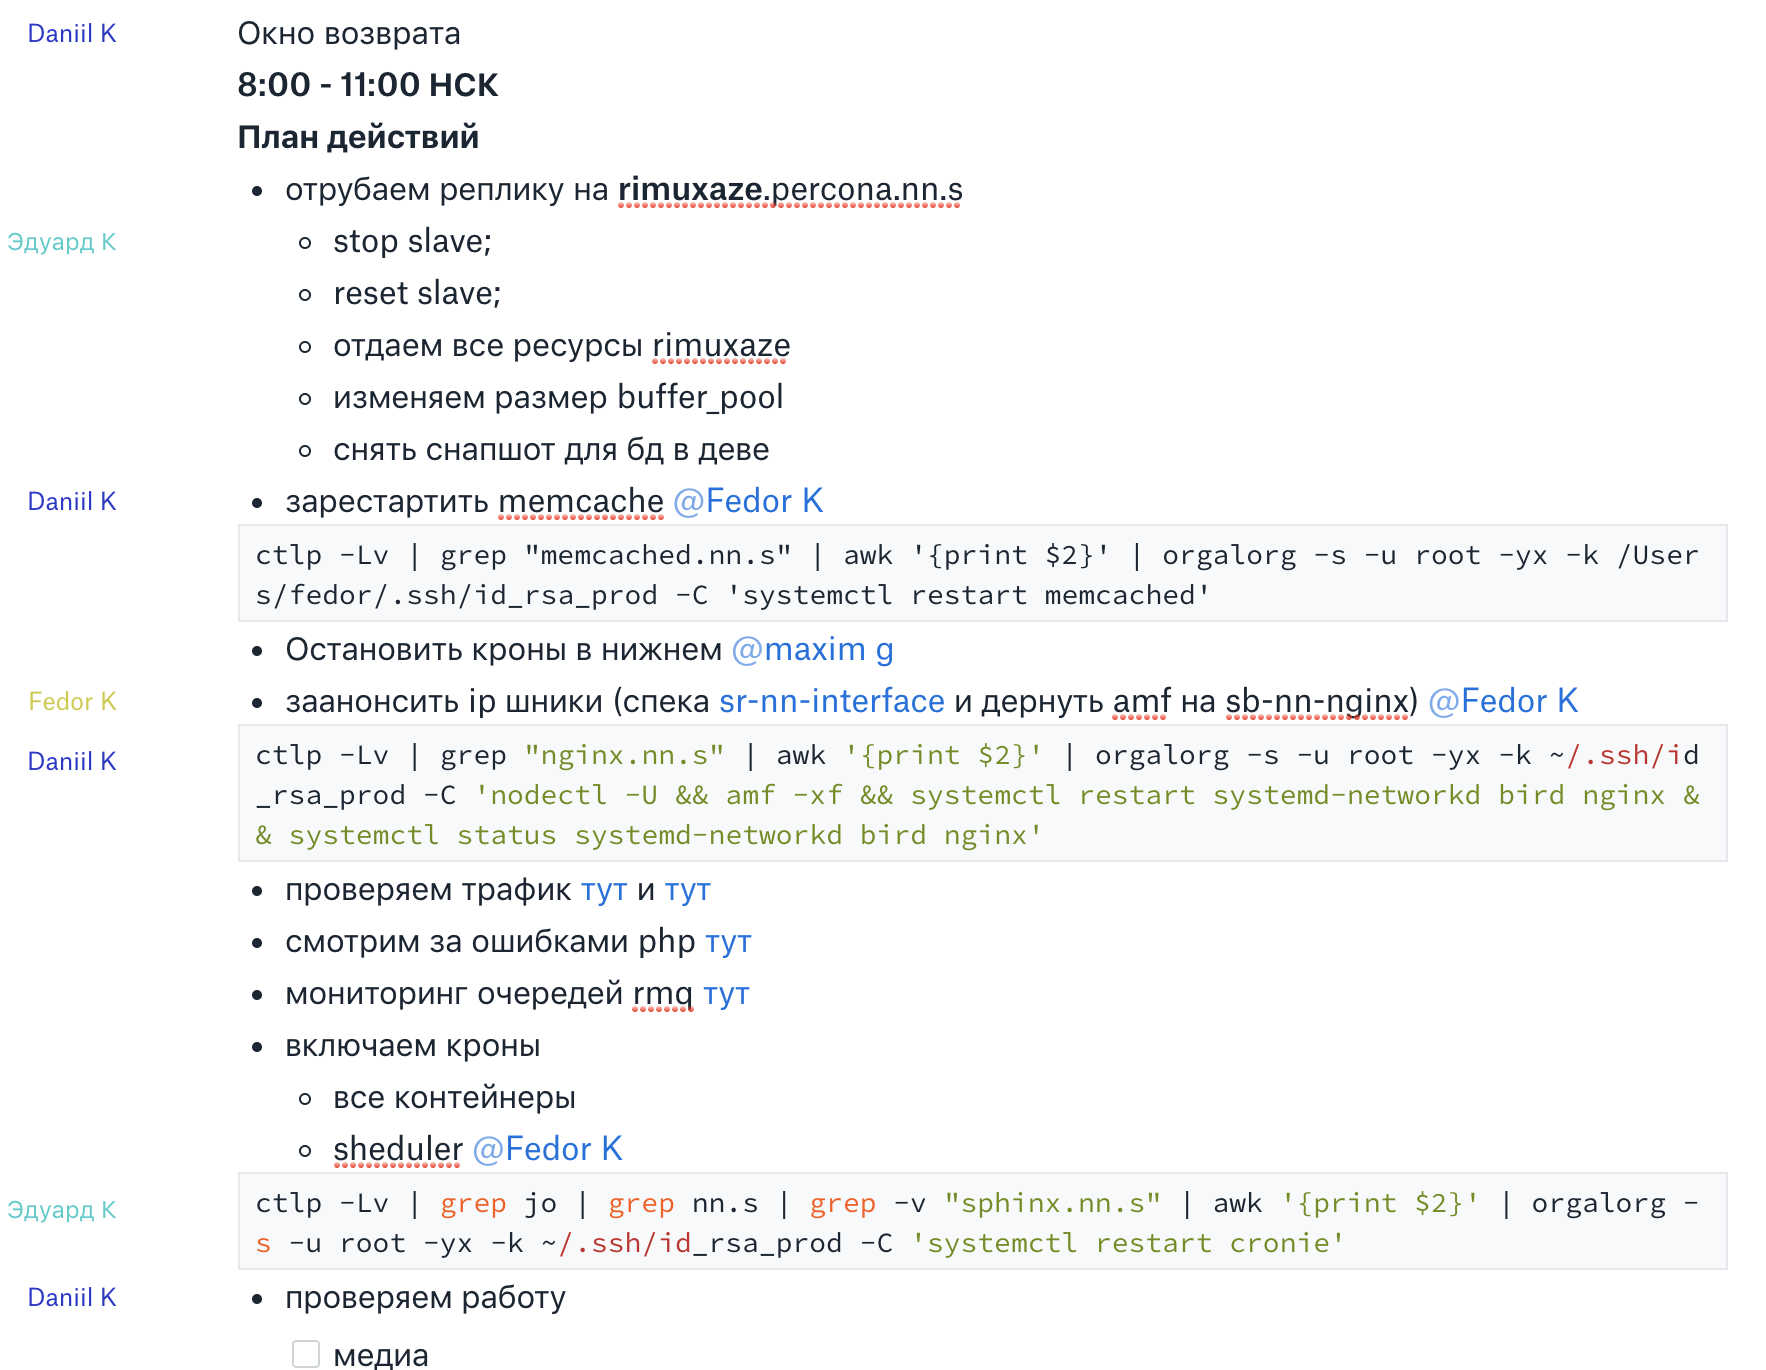 Daniil K Окно возврата
8:00 - 11:00 НСК
План действий
• отрубаем реплику на rimuxaze.percona.nn.s
Эдуард К ◦ stop slave;
◦ reset slave;
◦ отдаем все ресурсы rimuxaze
◦ изменяем размер buffer_pool
◦ снять снапшот для бд в деве
Daniil K • зарестартить memcache @Fedor K
ctlp -Lv | grep "memcached.nn.s" | awk '{print $2}' | orgalorg -s -u root -yx -k /User
s/fedor/.ssh/id_rsa_prod -C 'systemctl restart memcached'
• Остановить кроны в нижнем @maxim g
Fedor K • заанонсить ip шники (спека sr-nn-interface и дернуть amf на sb-nn-nginx) @Fedor K
Daniil K ctlp -Lv | grep "nginx.nn.s" | awk '{print $2}' | orgalorg -s -u root -yx -k ~/.ssh/id
_rsa_prod -C 'nodectl -U && amf -xf && systemctl restart systemd-networkd bird nginx &
& systemctl status systemd-networkd bird nginx'
• проверяем трафик тут и тут
• смотрим за ошибками php тут
• мониторинг очередей rmq тут
• включаем кроны
◦ все контейнеры
◦ sheduler @Fedor K
Эдуард К ctlp -Lv | grep jo | grep nn.s | grep -v "sphinx.nn.s" | awk '{print $2}' | orgalorg -
s -u root -yx -k ~/.ssh/id_rsa_prod -C 'systemctl restart cronie'
Daniil K • проверяем работу
медиа